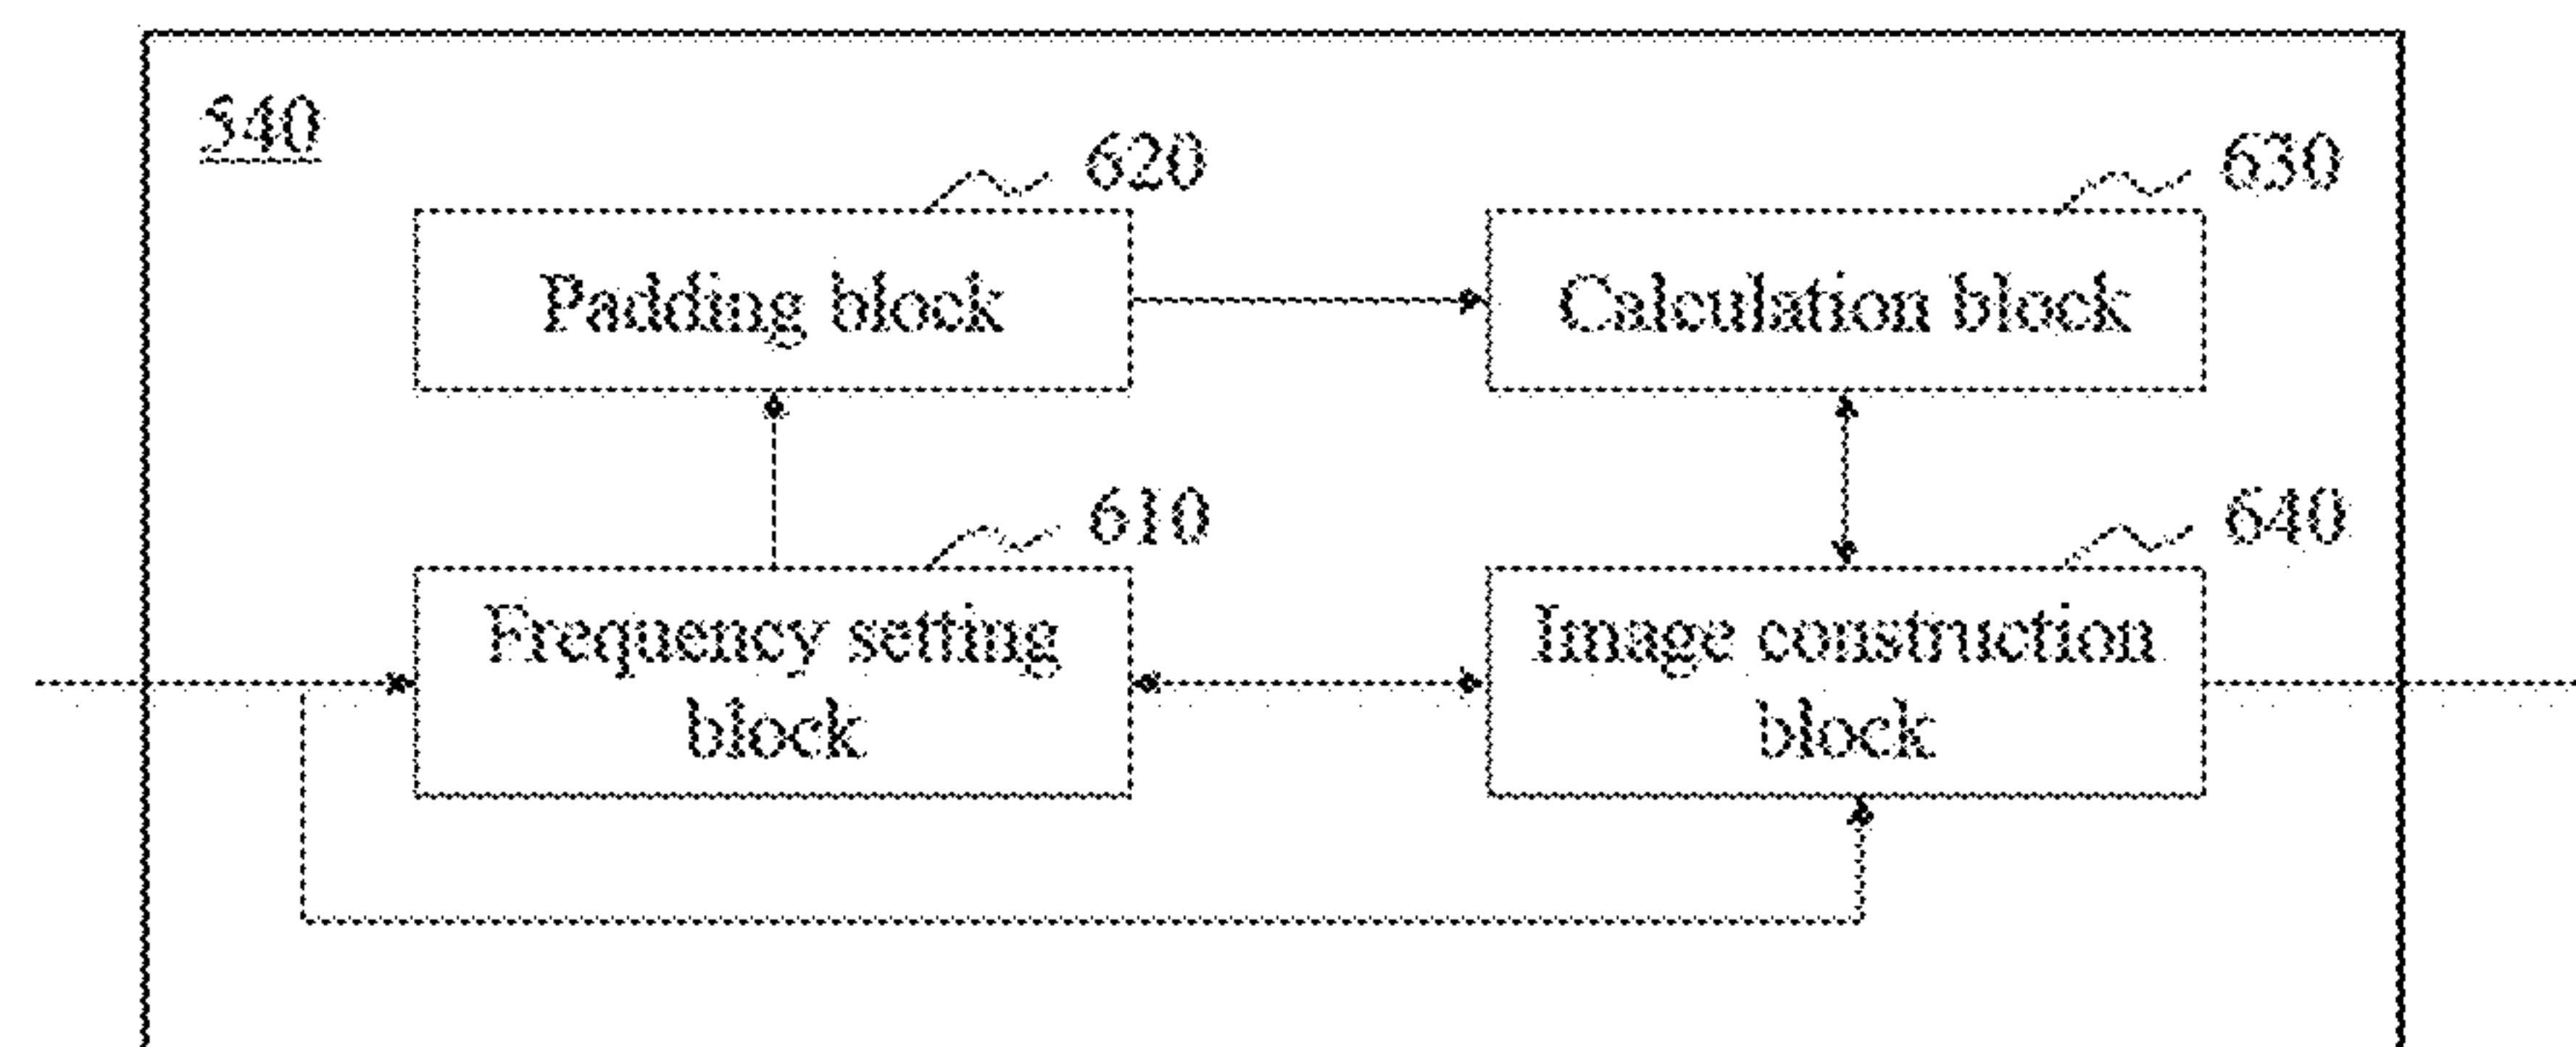 540
620
630
Padding block
Calculation block
610
640
Frequency setting
block
Image construction
block